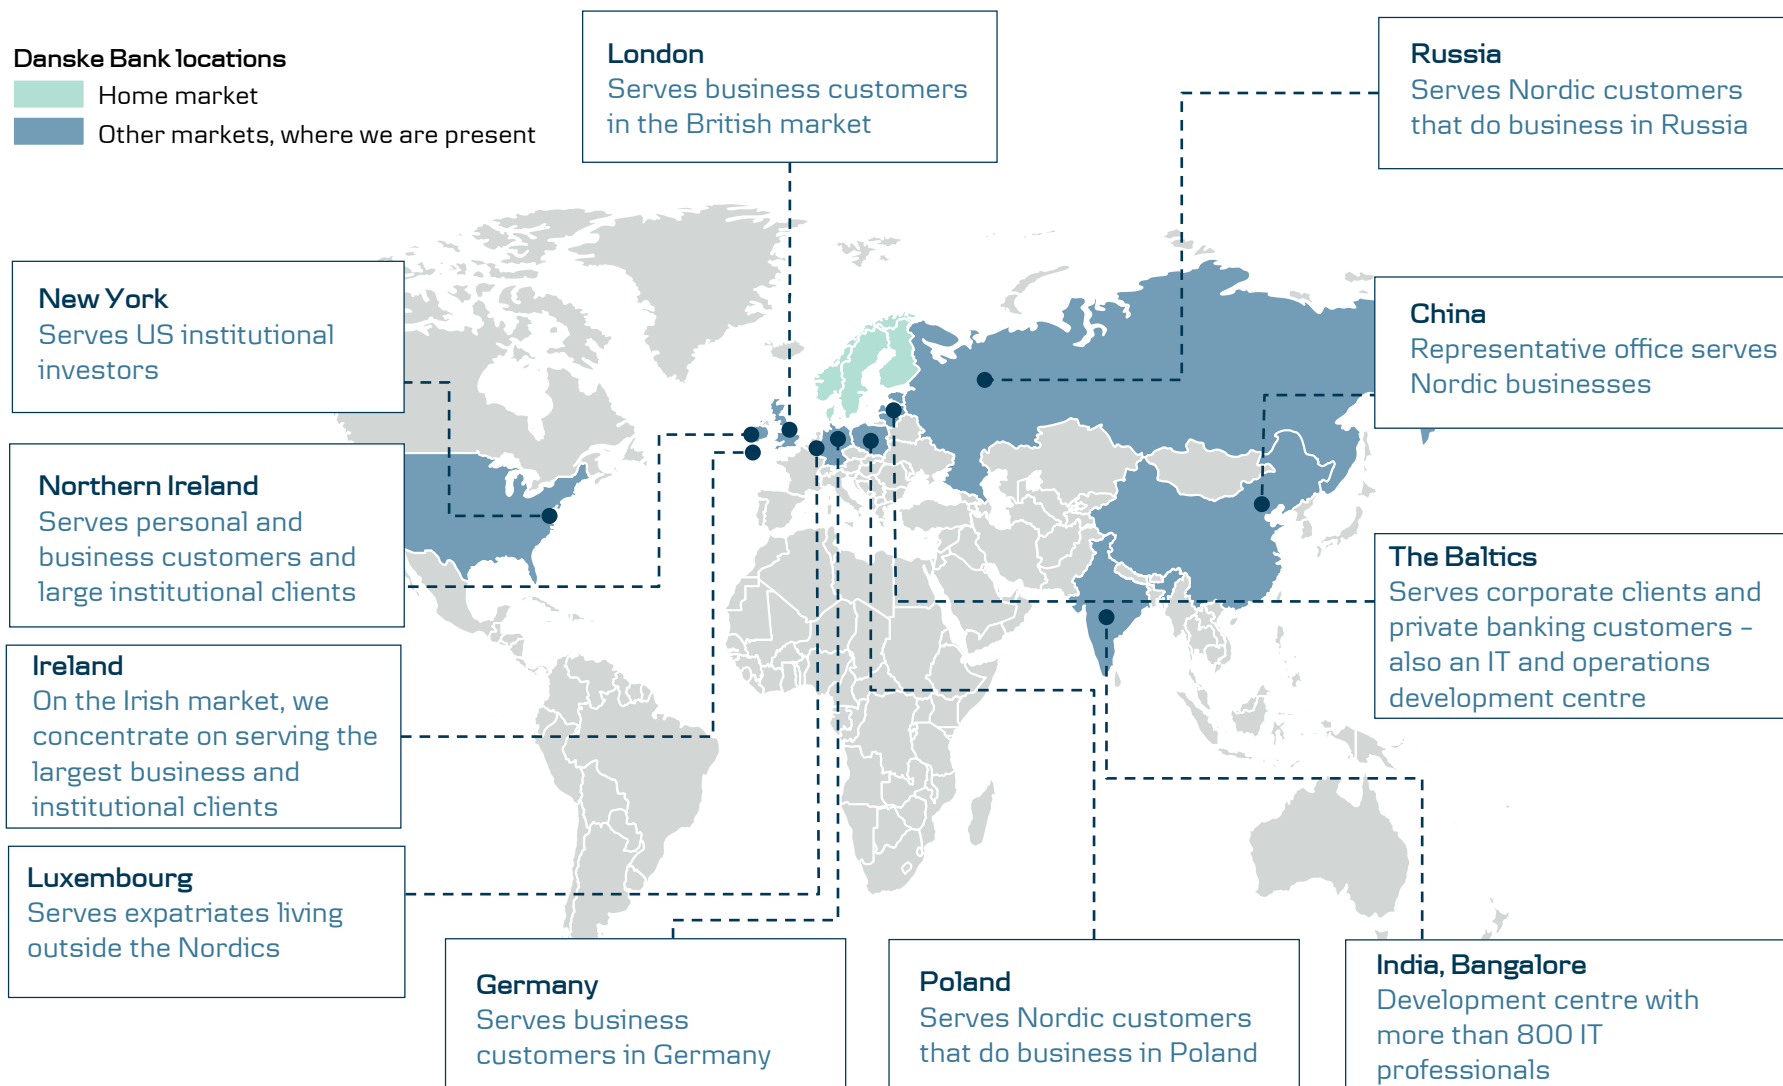 Danske Bank locations
Home market
Other markets, where we are present
London
Serves business customers
in the British market
Russia
Serves Nordic customers
that do business in Russia
New York
Serves US institutional
investors
China
Representative office serves
Nordic businesses
Northern Ireland
Serves personal and
business customers and
large institutional clients
The Baltics
Serves corporate clients and
private banking customers –
also an IT and operations
development centre
Ireland
On the Irish market, we
concentrate on serving the
largest business and
institutional clients
Luxembourg
Serves expatriates living
outside the Nordics
Germany
Serves business
customers in Germany
Poland
Serves Nordic customers
that do business in Poland
India, Bangalore
Development centre with
more than 800 IT
professionals